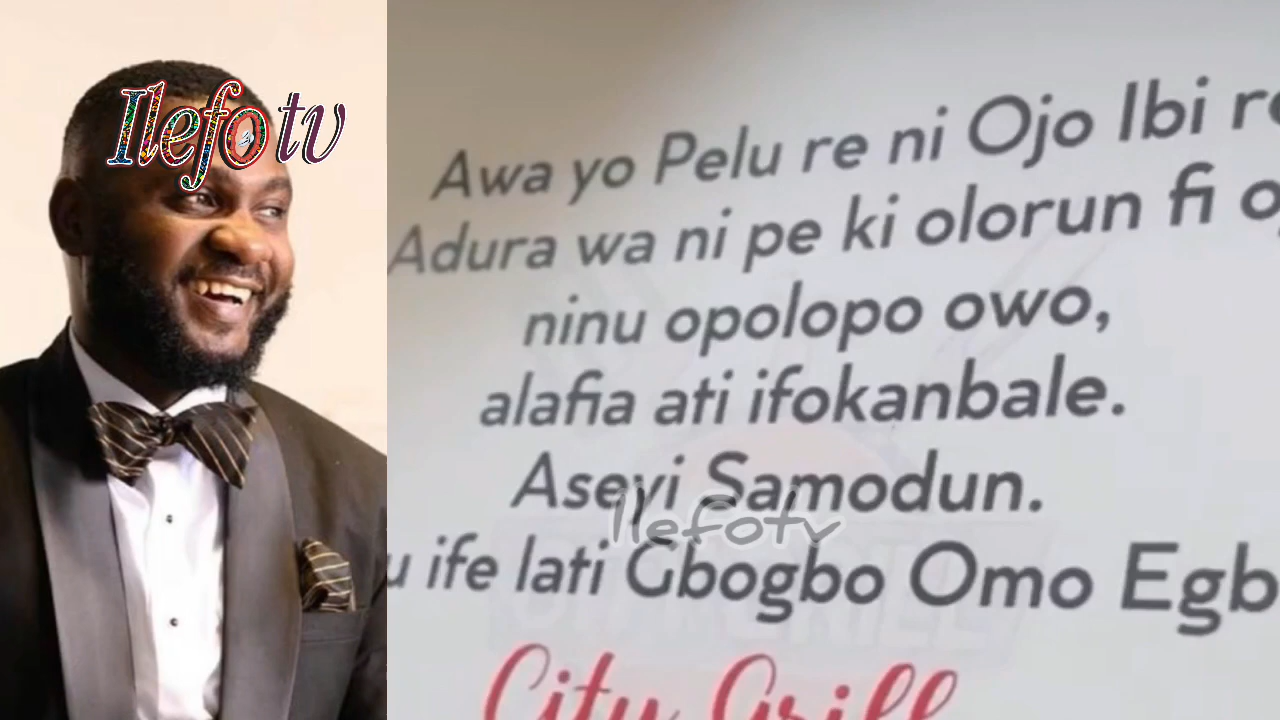 Ilefotv
Awa yo Pelu re ni Ojo Ibi
Adura wa ni pe ki olorun fi
ninu opolopo owo,
alafia ati ifokanbale.
Aseyi Samodun.
Ilefotv
ife lati Gbogbo Omo
City Grill